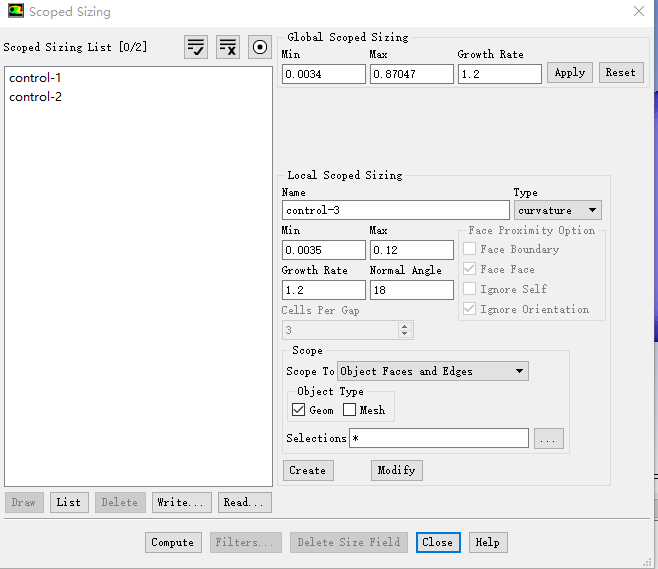 Scoped Sizing
Scoped Sizing List [0/2]
control-1
control-2
Draw List Delete Write... Read...
Global Scoped Sizing
Min Max Growth Rate
0.0034 0.87047 1.2 Apply Reset
Local Scoped Sizing
Name Type
control-3 curvature
Min Max Face Proximity Option
0.0035 0.12 Face Boundary
Growth Rate Normal Angle Face Face
1.2 18 Ignore Self
Cells Per Gap Ignore Orientation
3
Scope
Scope To Object Faces and Edges
Object Type
Geom Mesh
Selections * ...
Create Modify
Compute Filters... Delete Size Field Close Help